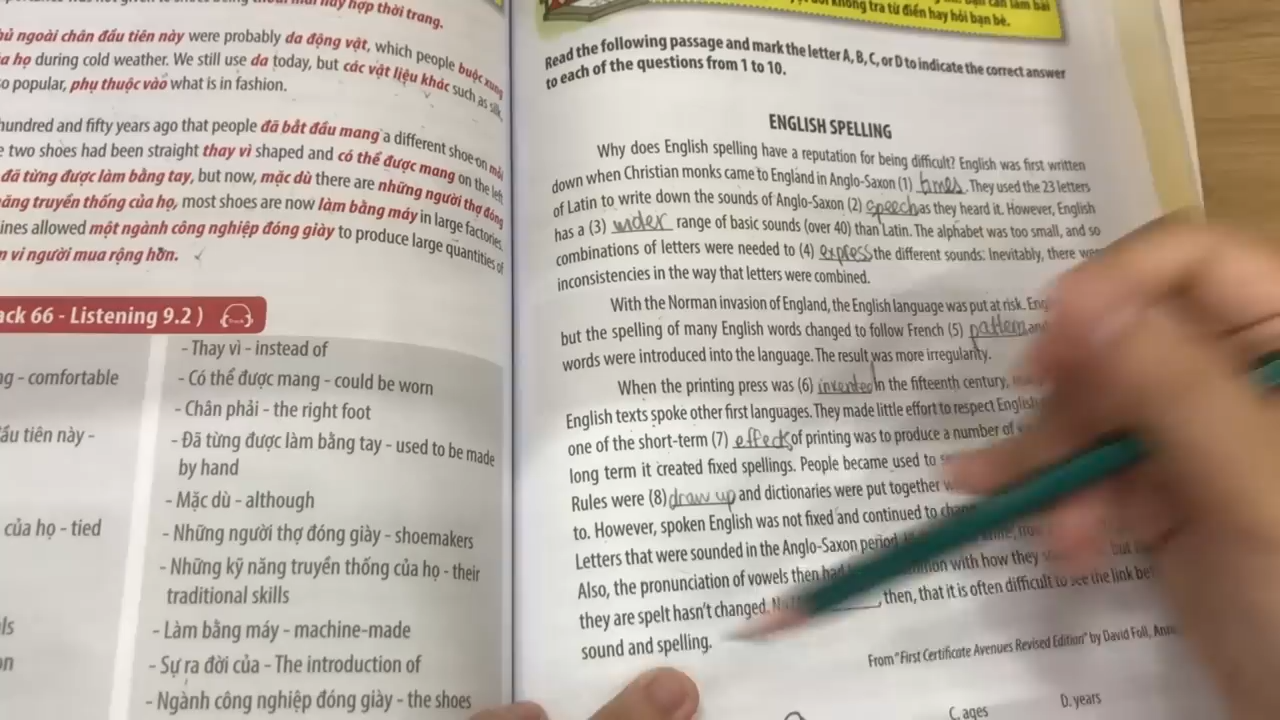 hợp thời trang.
ủ ngoài chân đấu tiên này were probably da động vật, which people buộc xung
a họ during cold weather. We still use da today, but các vật liệu khác such as silk,
o popular, phụ thuộc vào what is in fashion.
hundred and fifty years ago that people đã bắt đầu mang a different shoe on mỗi
e two shoes had been straight thay vì shaped and có thể được mang on the left
đã từng được làm bằng tay, but now, mặc dù there are những người thợ đóng
ăng truyền thống của họ, most shoes are now làm bằng máy in large factories.
ines allowed một ngành công nghiệp đóng giày to produce large quantities of
n vi người mua rộng hơn.
ack 66 - Listening 9.2 )
- Thay vì - instead of
ng - comfortable
- Có thể được mang - could be worn
- Chân phải - the right foot
ấu tiên này -
- Đã từng được làm bằng tay - used to be made
by hand
- Mặc dù - although
của họ - tied
- Những người thợ đóng giày - shoemakers
- Những kỹ năng truyền thống của họ - their
traditional skills
ls
- Làm bằng máy - machine-made
on
- Sự ra đời của - The introduction of
- Ngành công nghiệp đóng giày - the shoes
không tra từ điển hay hỏi bạn bè.
Read the following passage and mark the letter A, B, C, or D to indicate the correct answer
to each of the questions from 1 to 10.
ENGLISH SPELLING
Why does English spelling have a reputation for being difficult? English was first written
down when Christian monks came to England in Anglo-Saxon (1) times. They used the 23 letters
of Latin to write down the sounds of Anglo-Saxon (2) speech as they heard it. However, English
has a (3) wider range of basic sounds (over 40) than Latin. The alphabet was too small, and so
combinations of letters were needed to (4) express the different sounds. Inevitably, there were
inconsistencies in the way that letters were combined.
With the Norman invasion of England, the English language was put at risk. Eng
but the spelling of many English words changed to follow French (5) pattern and
words were introduced into the language. The result was more irregularity.
When the printing press was (6) invented in the fifteenth century,
English texts spoke other first languages. They made little effort to respect English
one of the short-term (7) effects of printing was to produce a number of
long term it created fixed spellings. People became used to
Rules were (8) draw up and dictionaries were put together
to. However, spoken English was not fixed and continued to
Letters that were sounded in the Anglo-Saxon period
Also, the pronunciation of vowels then had with how they
they are spelt hasn't changed. , then, that it is often difficult to see the link
sound and spelling.
From "First Certificate Avenues Revised Edition" by David Foll,
C. ages
D. years